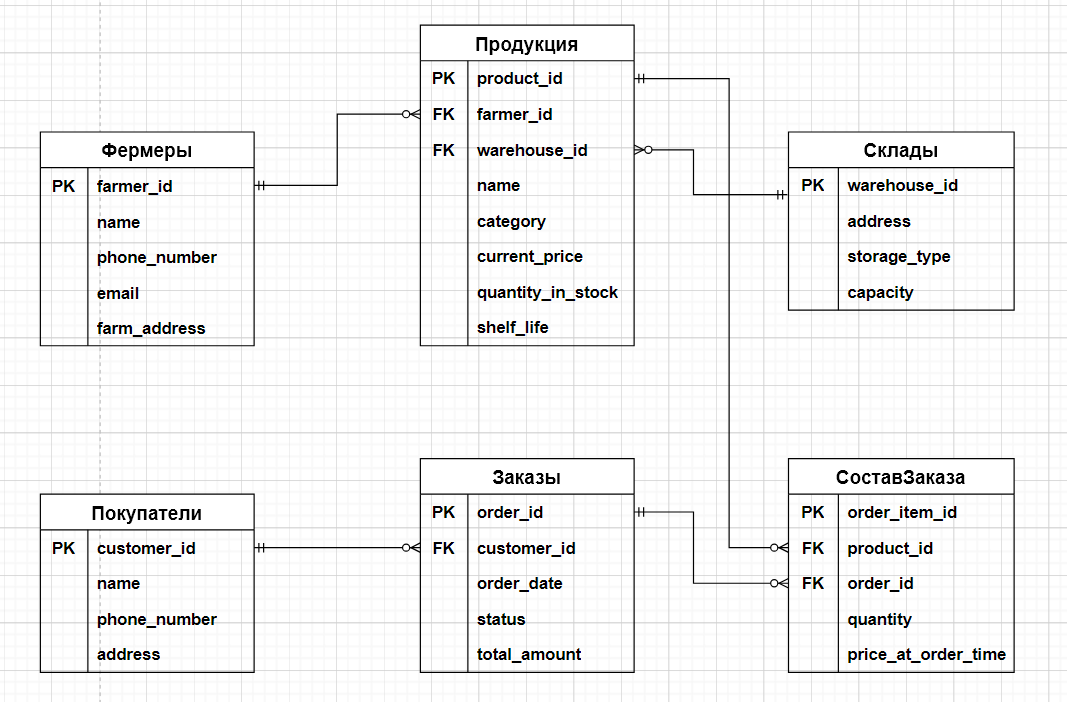 Продукция
PK product_id
FK farmer_id
FK warehouse_id
name
category
current_price
quantity_in_stock
shelf_life
Фермеры
PK farmer_id
name
phone_number
email
farm_address
Склады
PK warehouse_id
address
storage_type
capacity
Покупатели
PK customer_id
name
phone_number
address
Заказы
PK order_id
FK customer_id
order_date
status
total_amount
СоставЗаказа
PK order_item_id
FK product_id
FK order_id
quantity
price_at_order_time